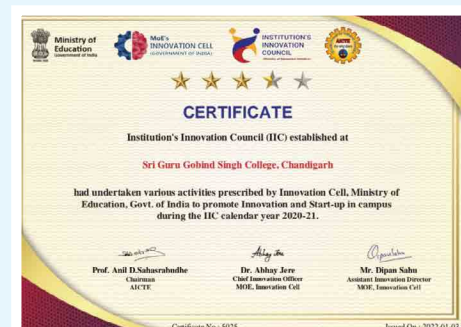 Ministry of
Education
Government of India
MoE's
INNOVATION CELL
(GOVERNMENT OF INDIA)
INSTITUTION'S
INNOVATION
COUNCIL
AICTE
CERTIFICATE
Institution's Innovation Council (IIC) established at
Sri Guru Gobind Singh College, Chandigarh
had undertaken various activities prescribed by Innovation Cell, Ministry of
Education, Govt. of India to promote Innovation and Start-up in campus
during the IIC calendar year 2020-21.
Prof. Anil D.Sahasrabudhe
Chairman
AICTE
Dr. Abhay Jere
Chief Innovation Officer
MOE, Innovation Cell
Mr. Dipan Sahu
Assistant Innovation Director
MOE, Innovation Cell